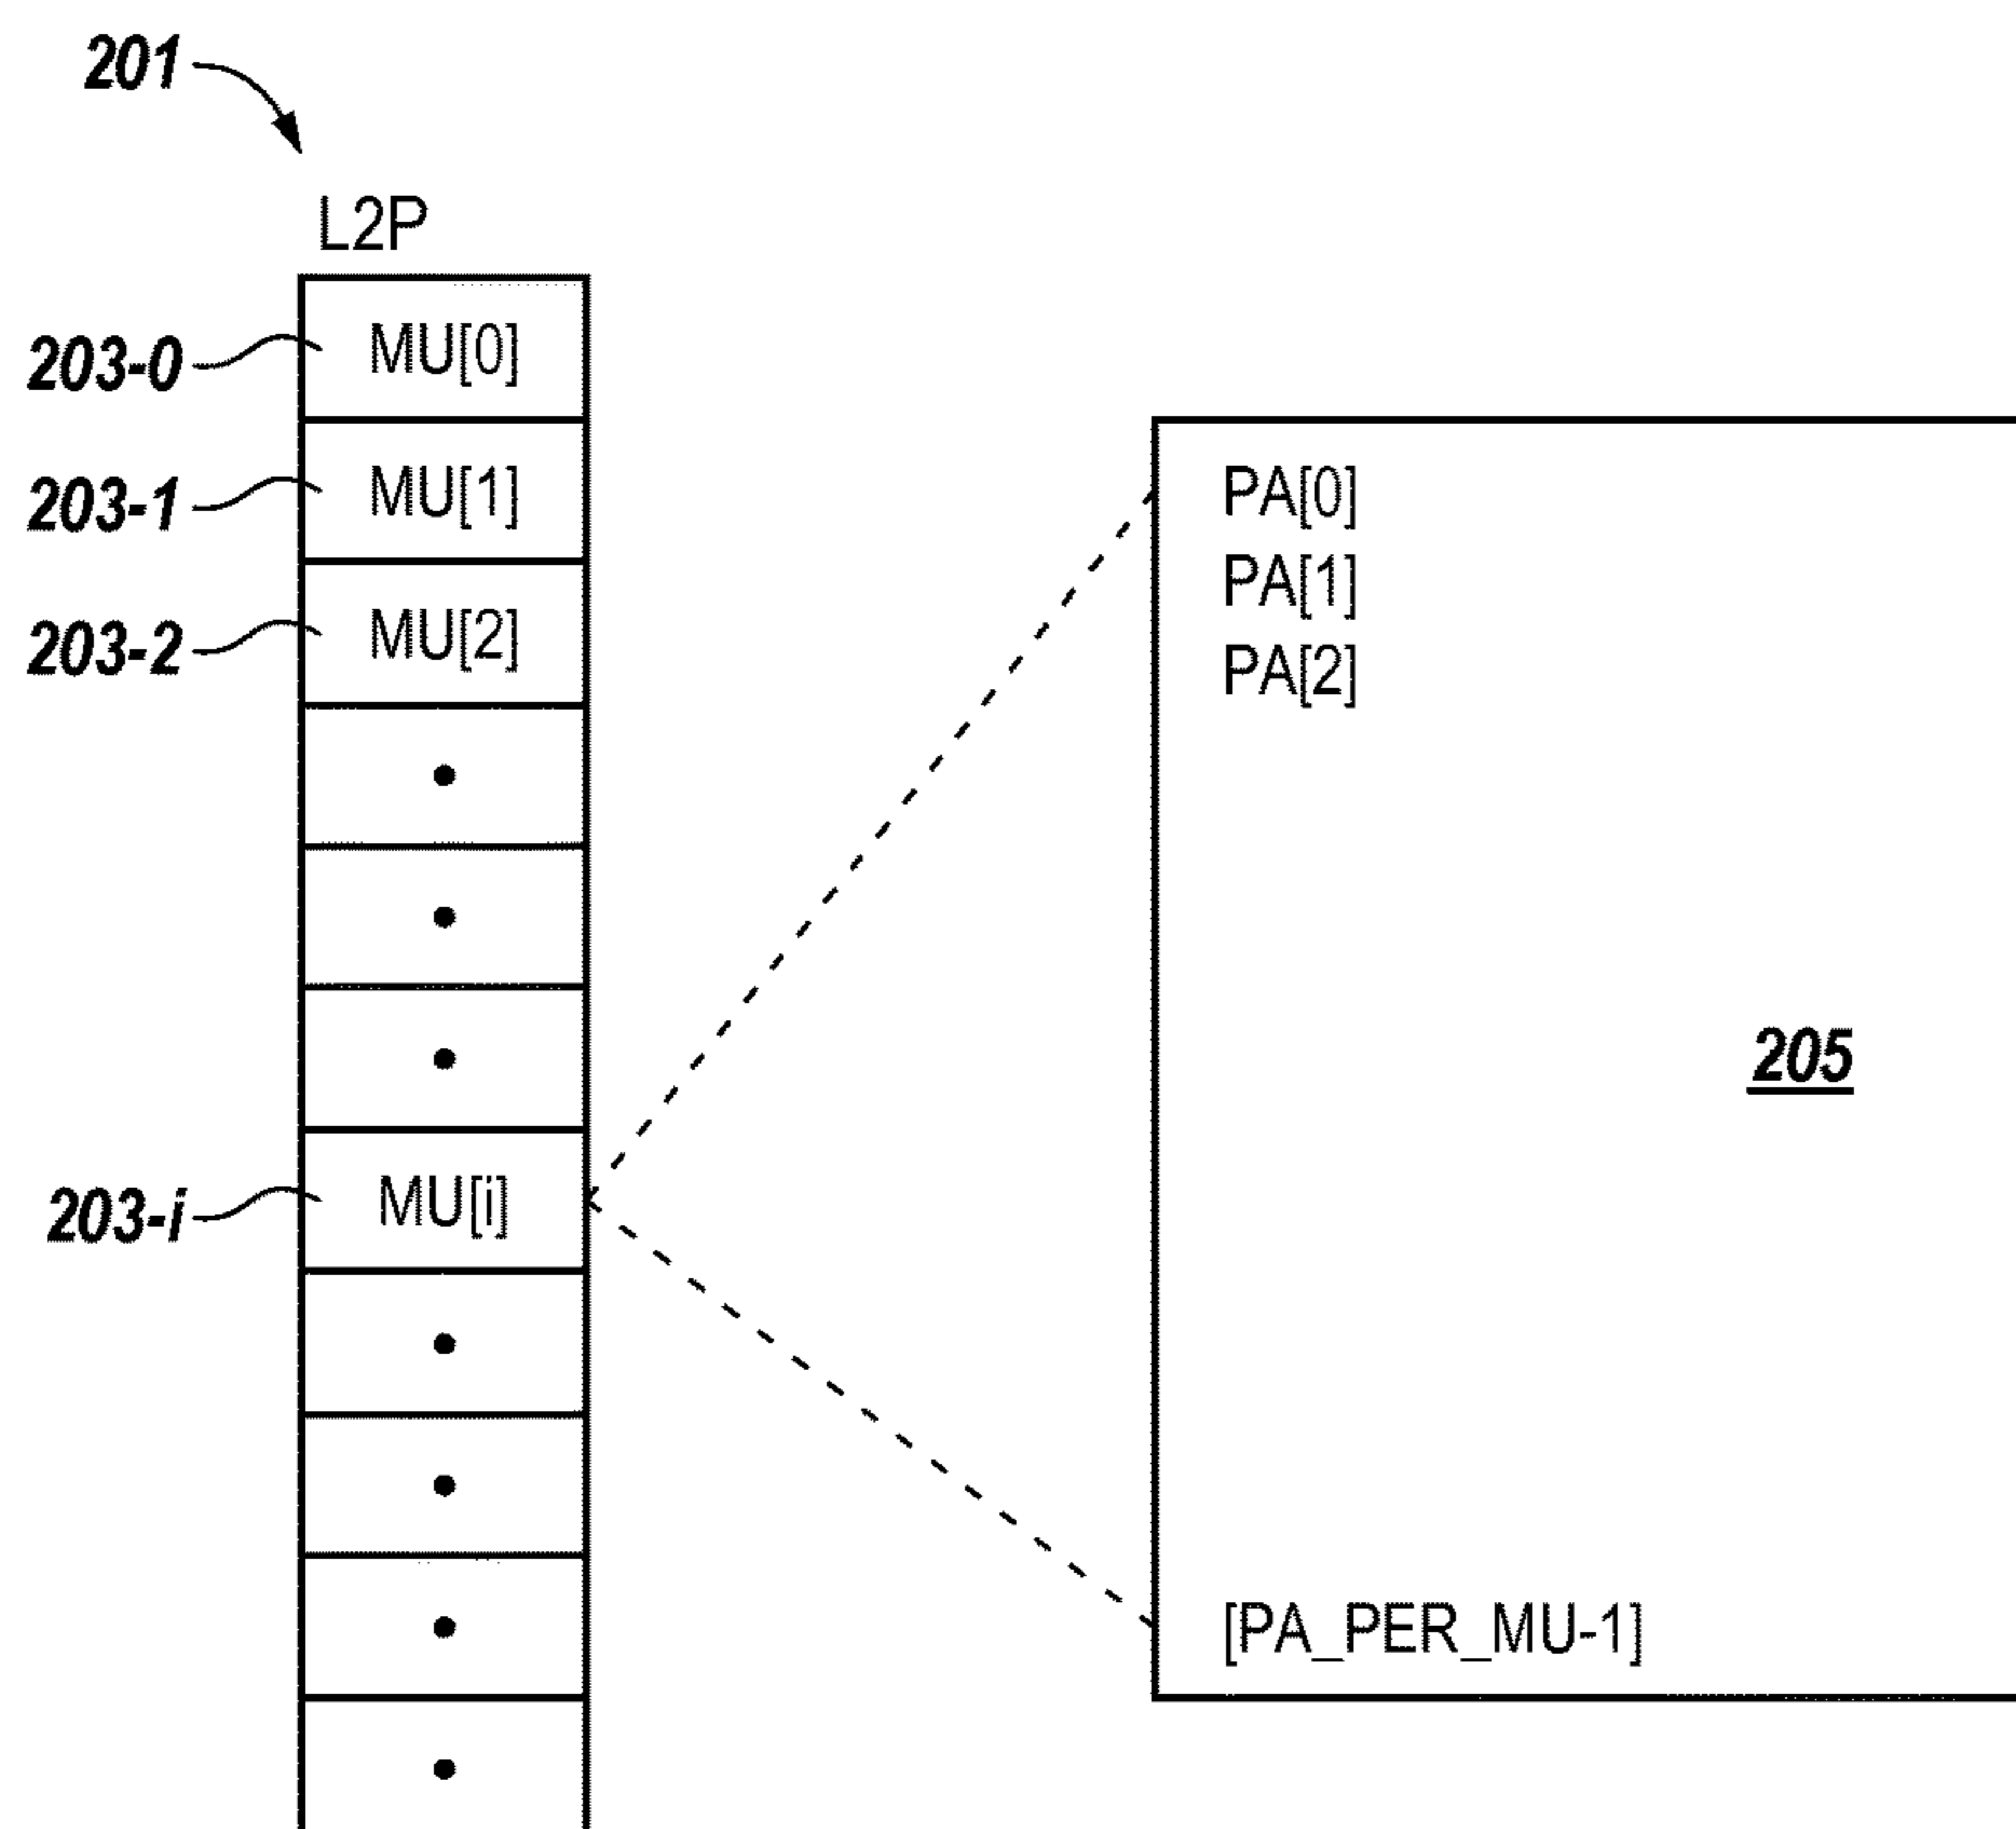 201
L2P
203-0
MU[0]
203-1
MU[1]
203-2
MU[2]
203-i
MU[i]
PA[0]
PA[1]
PA[2]
205
[PA_PER_MU-1]